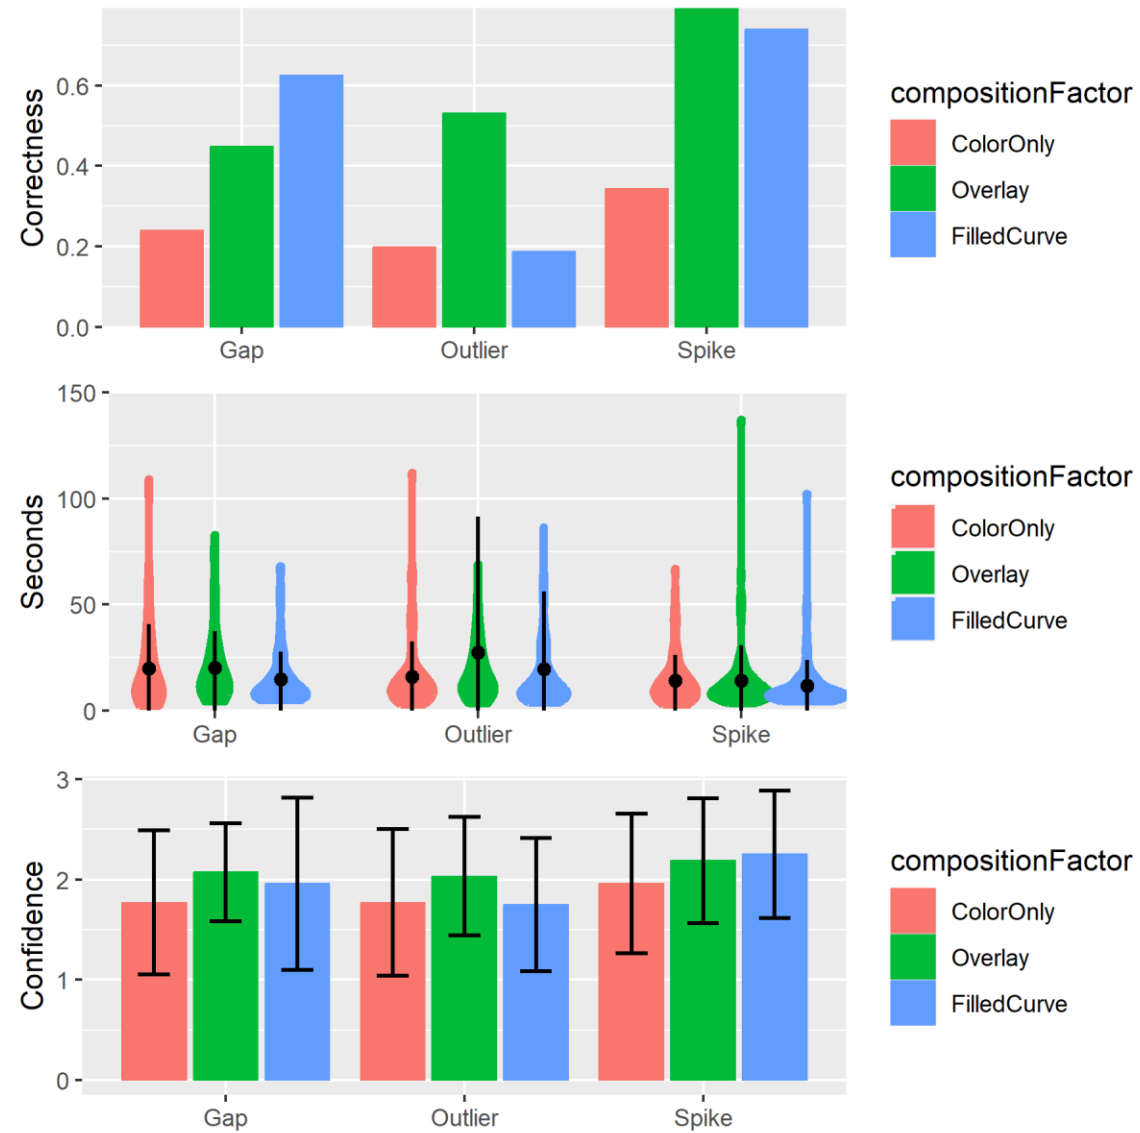 Correctness
0.6
0.4
0.2
0.0
Gap Outlier Spike
compositionFactor
ColorOnly
Overlay
FilledCurve
Seconds
150
100
50
0
Gap Outlier Spike
compositionFactor
ColorOnly
Overlay
FilledCurve
Confidence
3
2
1
0
Gap Outlier Spike
compositionFactor
ColorOnly
Overlay
FilledCurve